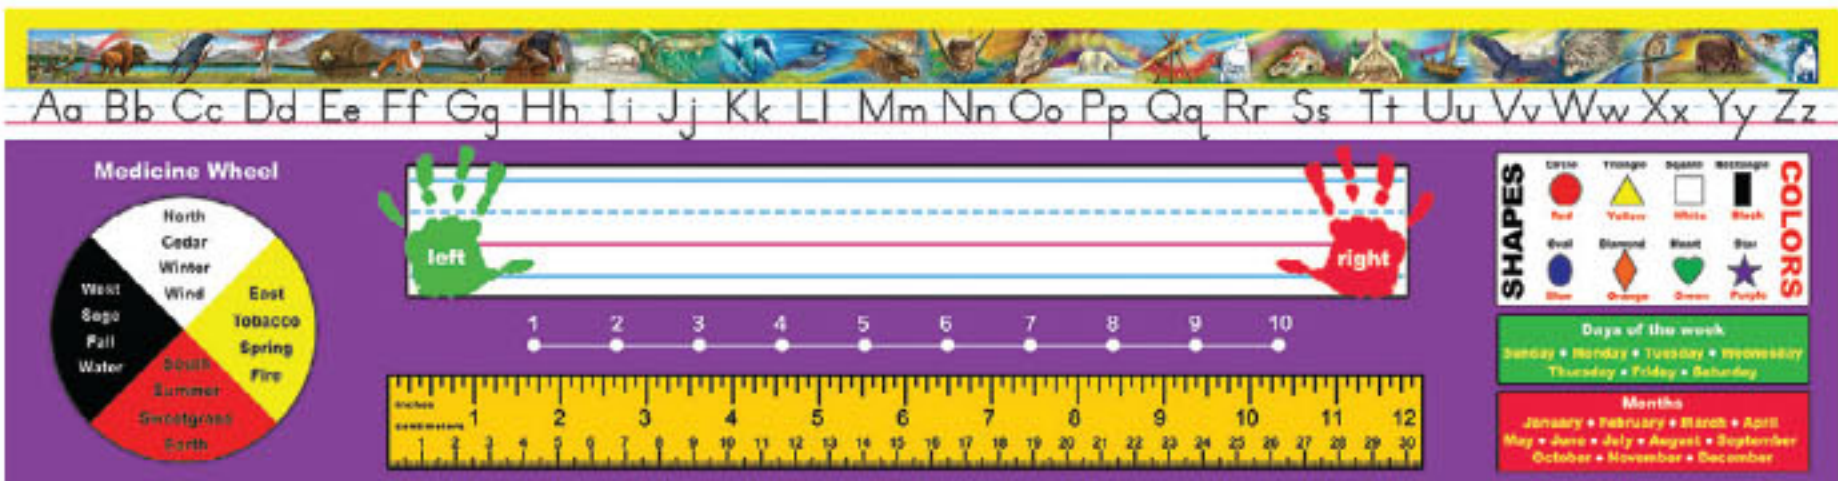 Aa Bb Cc Dd Ee Ff Gg Hh Ii Jj Kk Ll Mm Nn Oo Pp Qq Rr Ss Tt Uu Vv Ww Xx Yy Zz
Medicine Wheel
North
Cedar
Winter
Wind
West
Sage
Fall
Water
East
Tobacco
Spring
Fire
South
Summer
Sweetgrass
Earth
left
right
1 2 3 4 5 6 7 8 9 10
inches
1 2 3 4 5 6 7 8 9 10 11 12
centimeters
1 2 3 4 5 6 7 8 9 10 11 12 13 14 15 16 17 18 19 20 21 22 23 24 25 26 27 28 29 30
SHAPES
Circle Triangle Square Rectangle
Red Yellow White Black
Oval Diamond Heart Star
Blue Orange Green Purple
COLORS
Days of the week
Sunday • Monday • Tuesday • Wednesday
Thursday • Friday • Saturday
Months
January • February • March • April
May • June • July • August • September
October • November • December